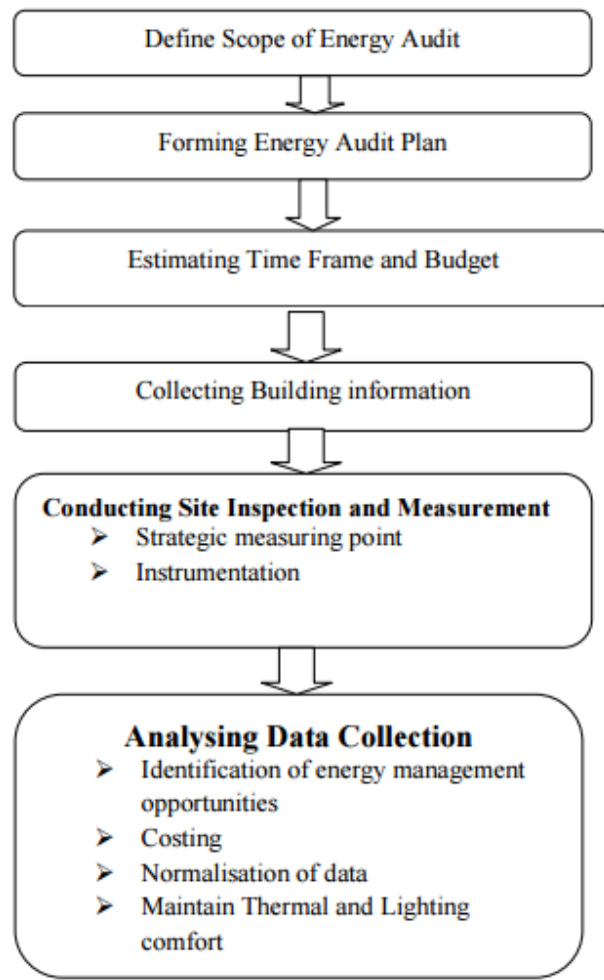 Define Scope of Energy Audit
Forming Energy Audit Plan
Estimating Time Frame and Budget
Collecting Building information
Conducting Site Inspection and Measurement
➢ Strategic measuring point
➢ Instrumentation
Analysing Data Collection
➢ Identification of energy management
opportunities
➢ Costing
➢ Normalisation of data
➢ Maintain Thermal and Lighting
comfort